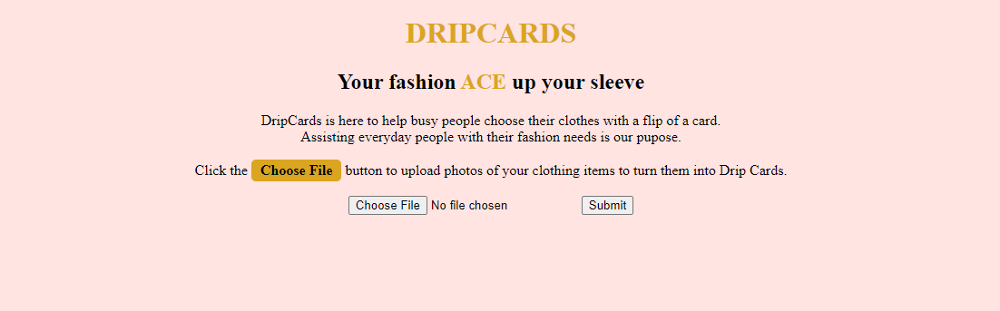 DRIPCARDS
Your fashion ACE up your sleeve
DripCards is here to help busy people choose their clothes with a flip of a card.
Assisting everyday people with their fashion needs is our pupose.
Click the Choose File button to upload photos of your clothing items to turn them into Drip Cards.
Choose File No file chosen Submit